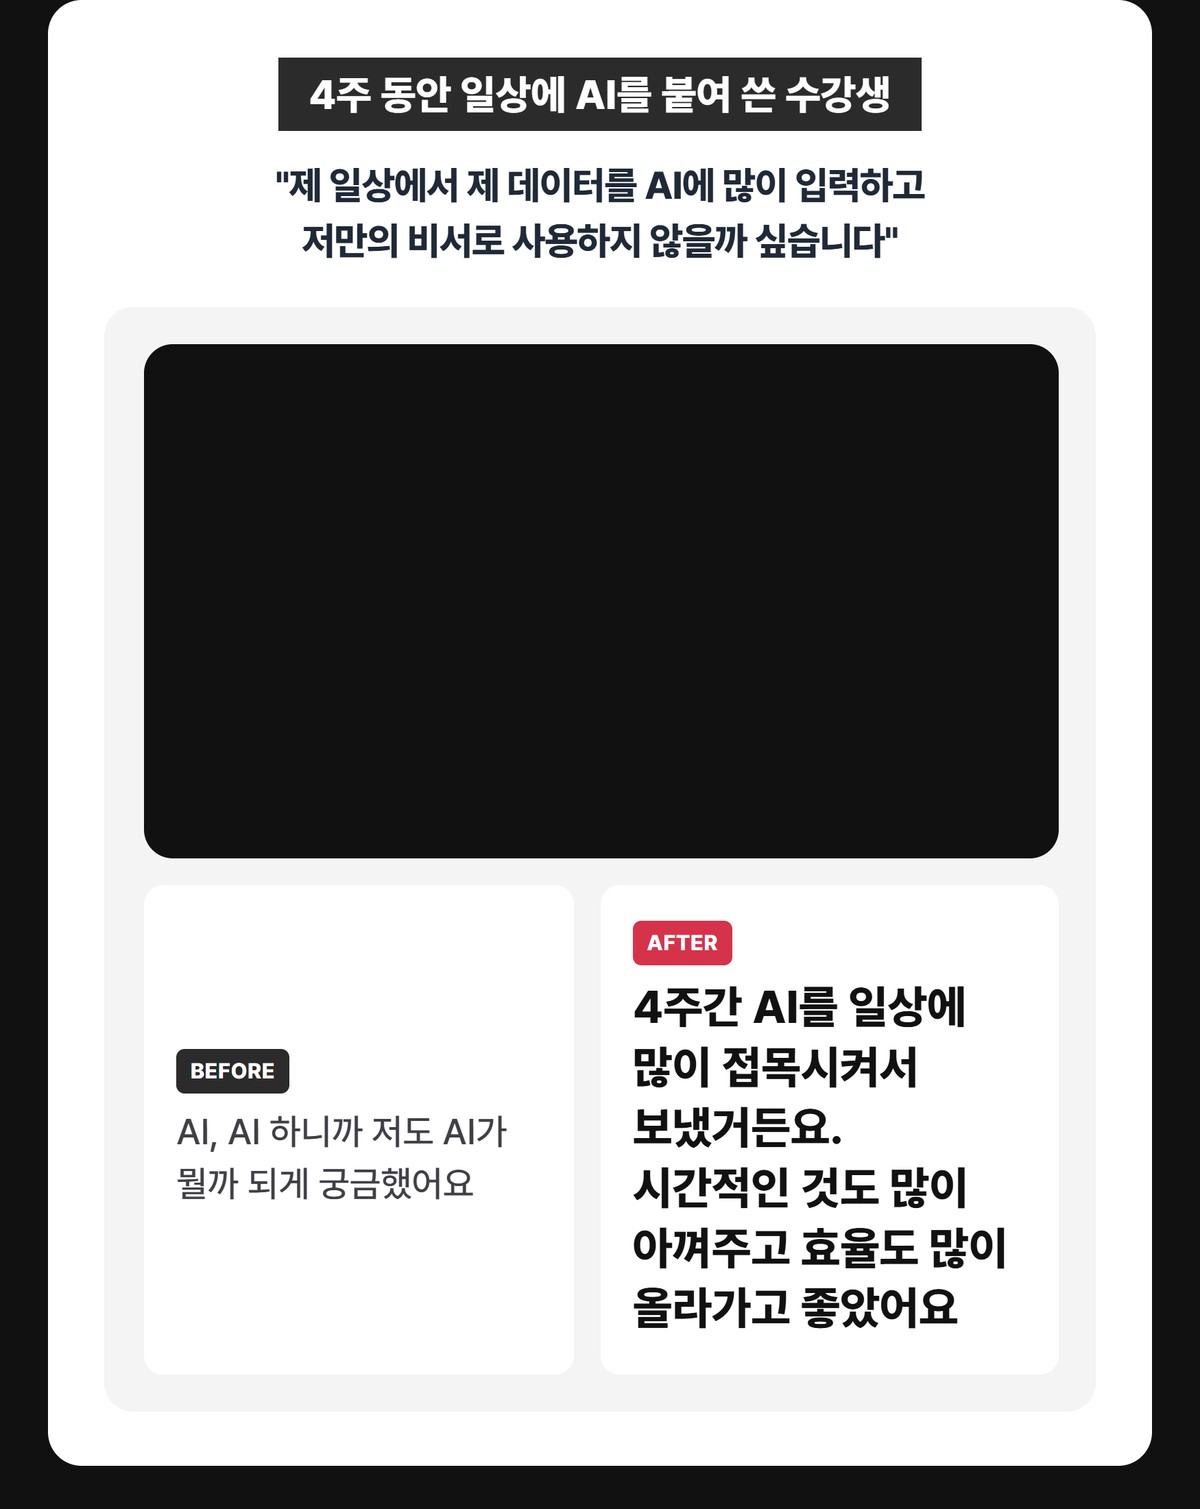 4주 동안 일상에 AI를 붙여 쓴 수강생
"제 일상에서 제 데이터를 AI에 많이 입력하고
저만의 비서로 사용하지 않을까 싶습니다"
BEFORE
AI, AI 하니까 저도 AI가
뭘까 되게 궁금했어요
AFTER
4주간 AI를 일상에
많이 접목시켜서
보냈거든요.
시간적인 것도 많이
아껴주고 효율도 많이
올라가고 좋았어요